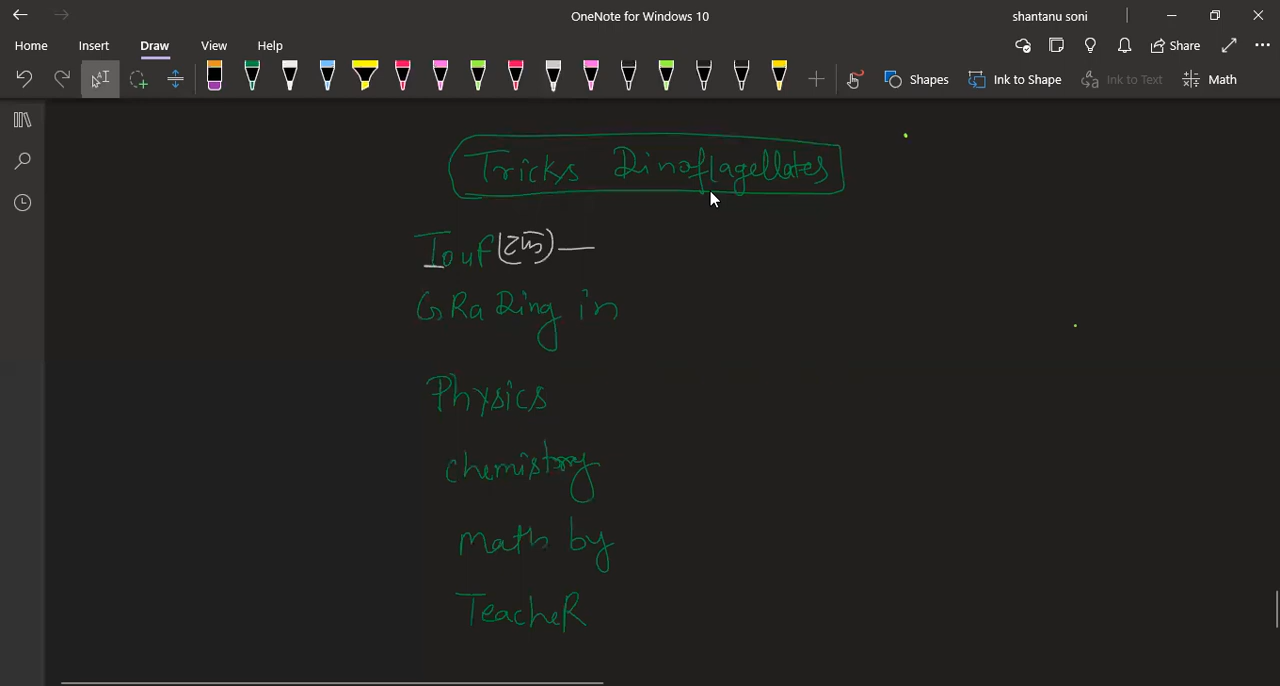 OneNote for Windows 10
shantanu soni
Home Insert Draw View Help
Share
Shapes Ink to Shape Ink to Text Math
Tricks Dinoflagellates
GRaDing in
Physics
chemistry
math by
TeacheR